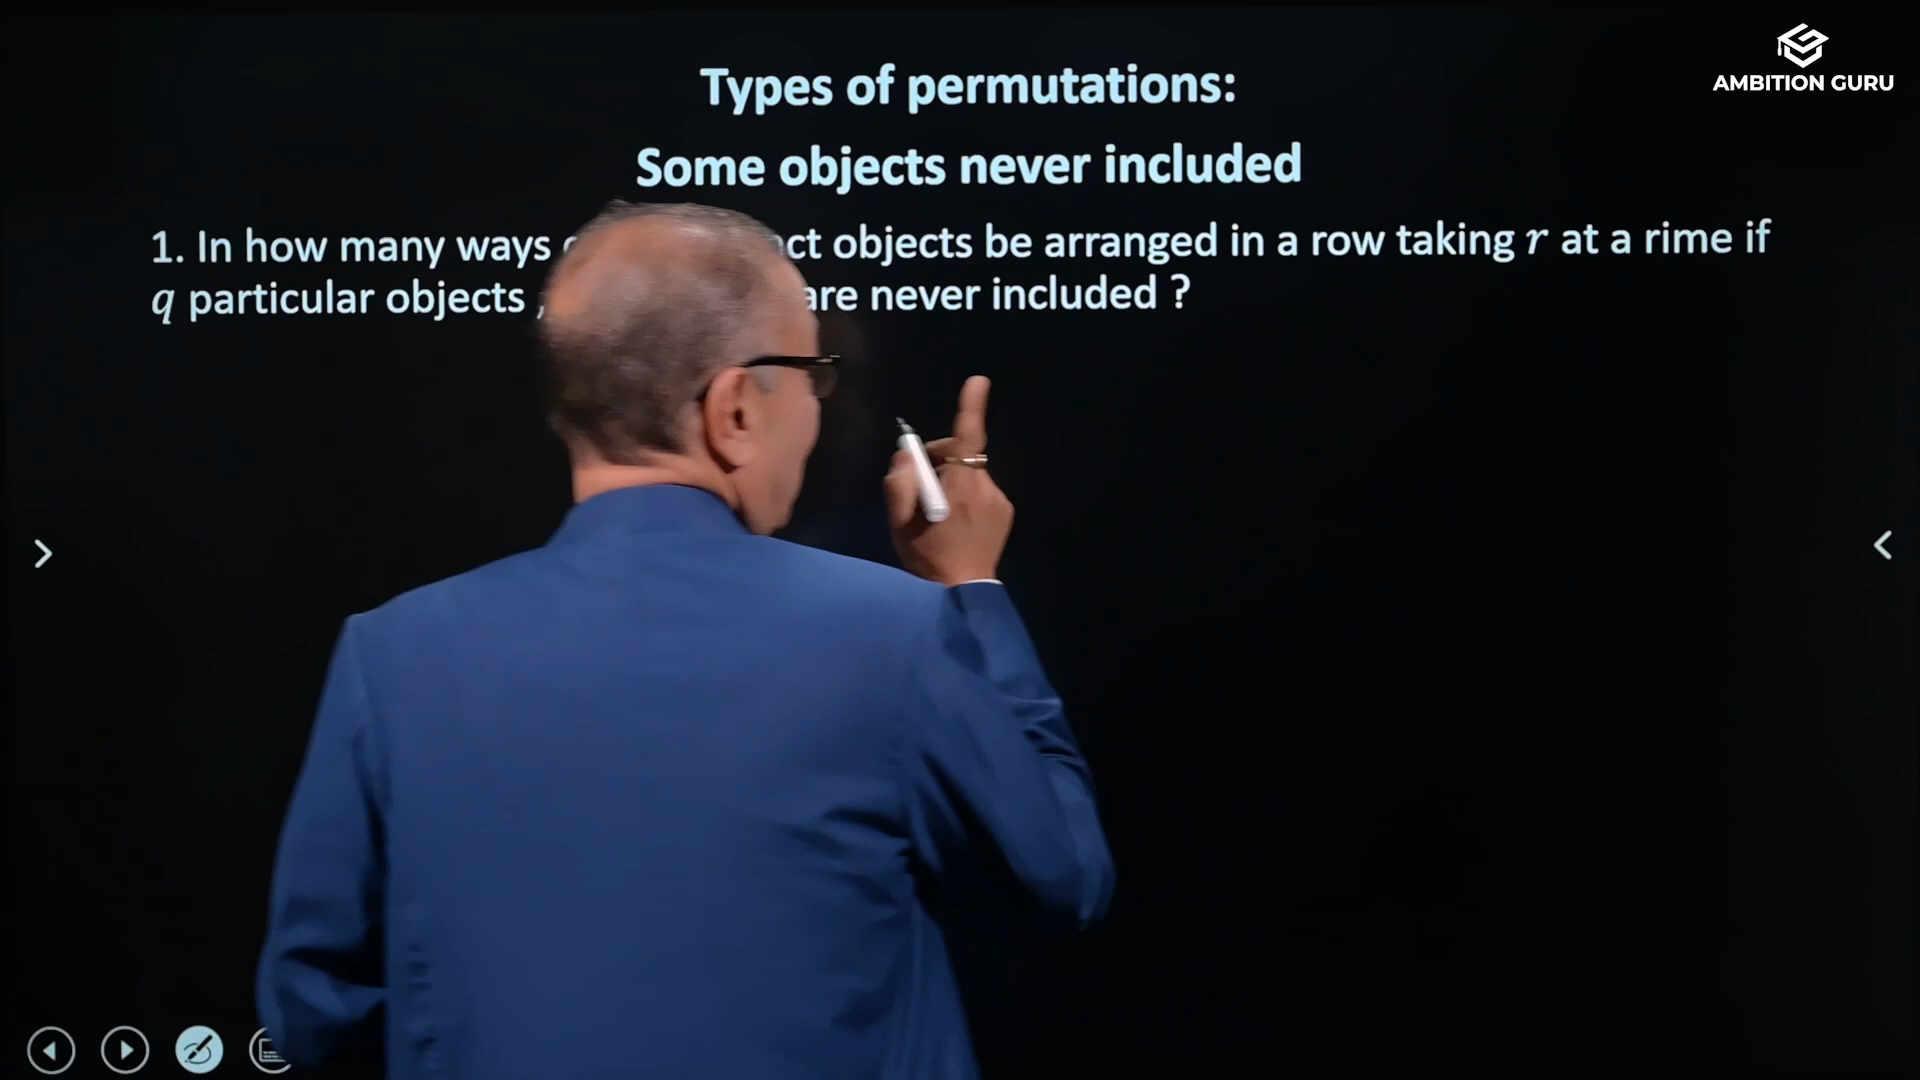 AMBITION GURU
Types of permutations:
Some objects never included
1. In how many ways objects be arranged in a row taking r at a rime if
q particular objects , are never included ?